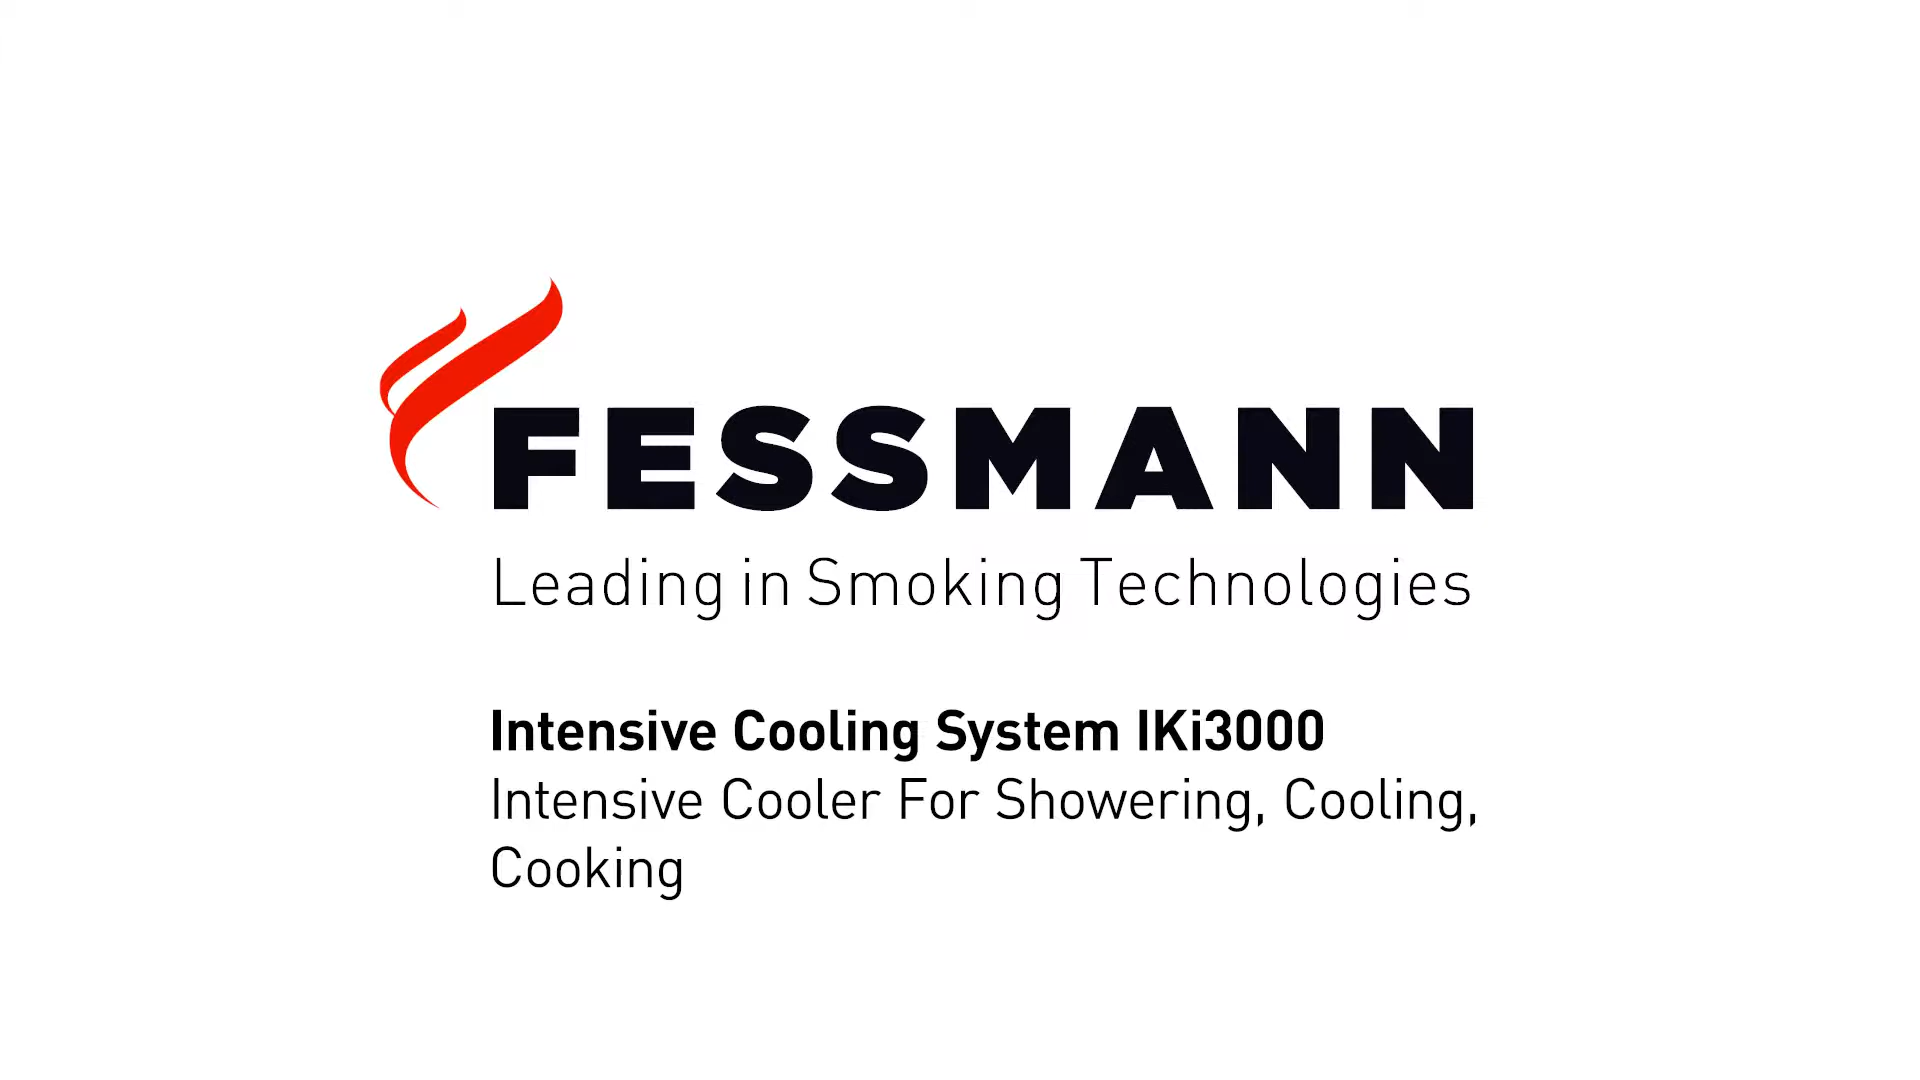 FESSMANN
Leading in Smoking Technologies
Intensive Cooling System IKi3000
Intensive Cooler For Showering, Cooling,
Cooking